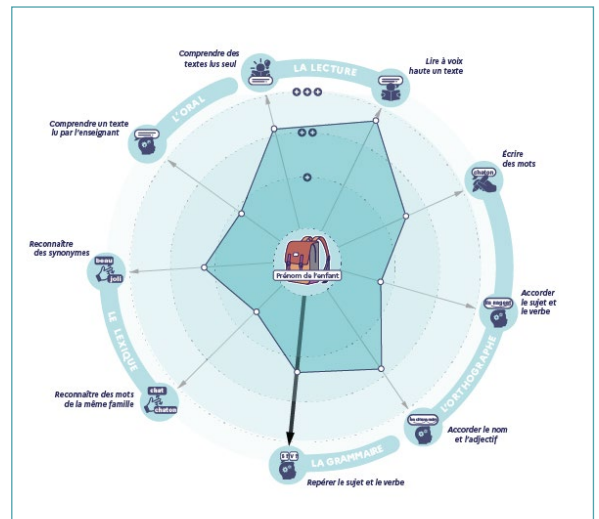 Comprendre des
textes lus seul
LA LECTURE
Lire à voix
haute un texte
L'ORAL
Comprendre un texte
lu par l'enseignant
Écrire
des mots
chaton
Reconnaître
des synonymes
beau
joli
Prénom de l'enfant
Accorder
le sujet et
le verbe
LE LEXIQUE
L'ORTHOGRAPHE
Reconnaître des mots
de la même famille
chat
chaton
Accorder le nom
et l'adjectif
LA GRAMMAIRE
Repérer le sujet et le verbe